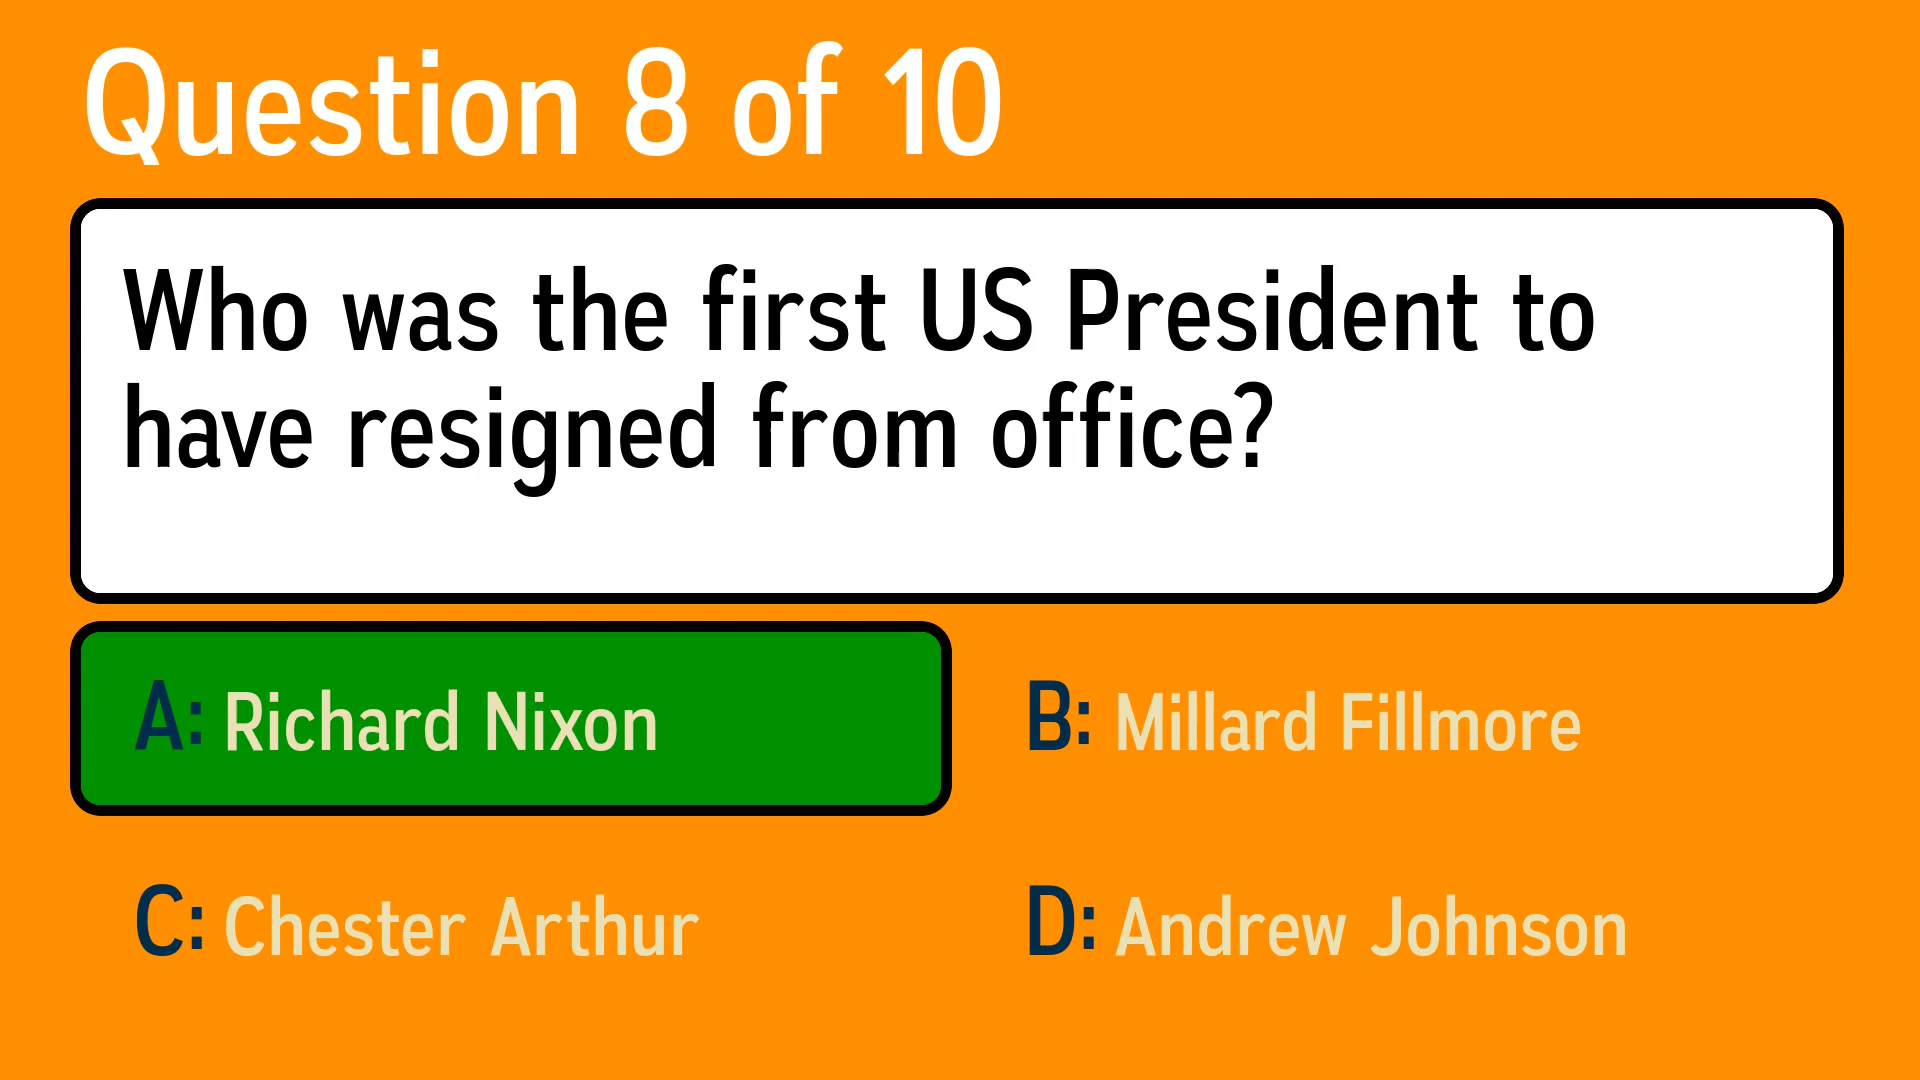 Question 8 of 10
Who was the first US President to
have resigned from office?
A: Richard Nixon
B: Millard Fillmore
C: Chester Arthur
D: Andrew Johnson